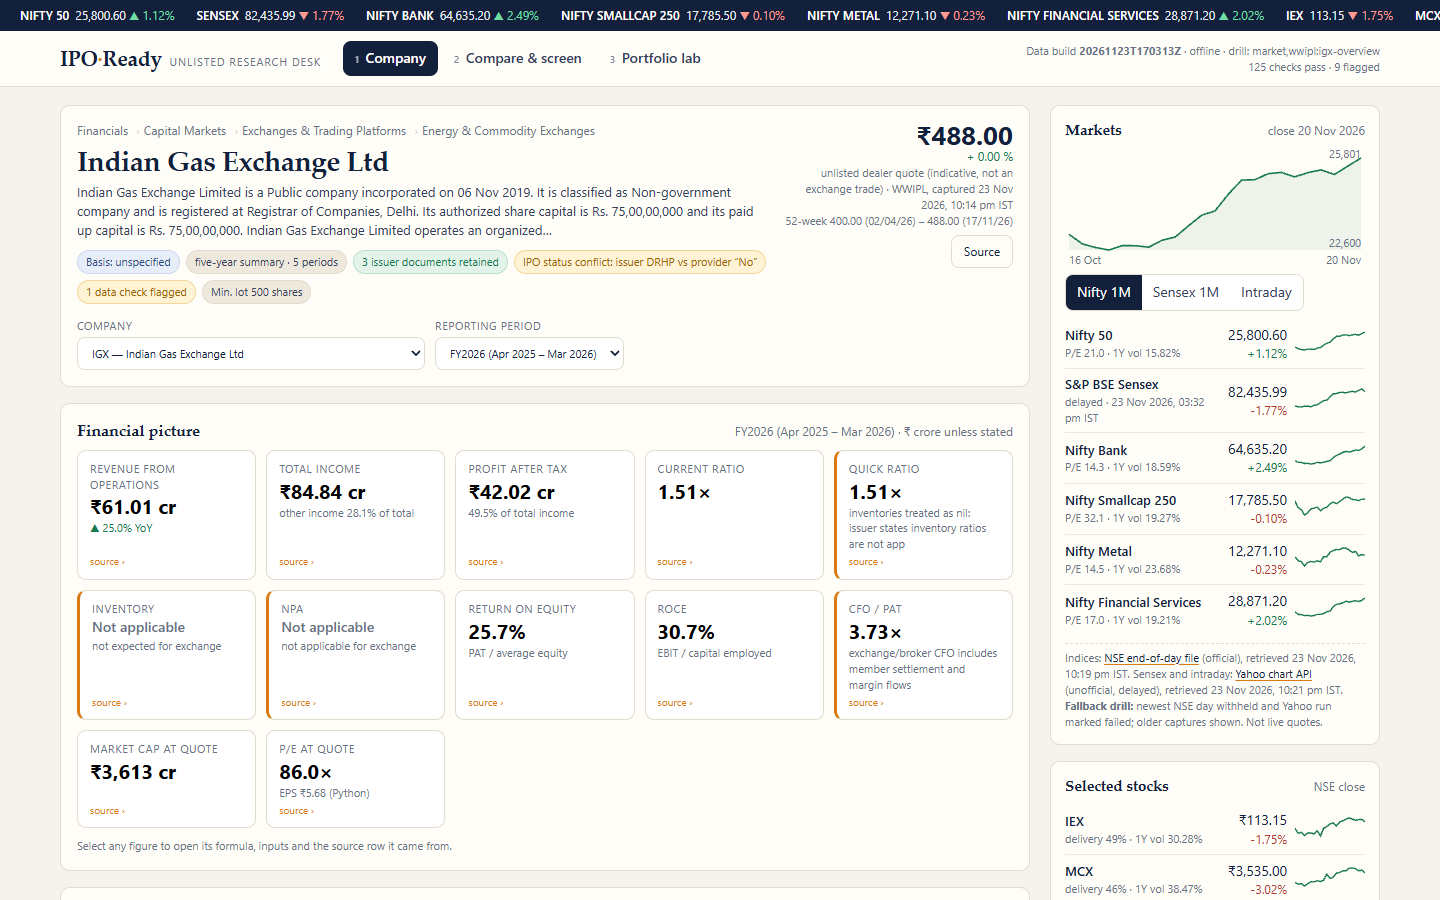 NIFTY 50 25,800.60 ▲ 1.12% SENSEX 82,435.99 ▼ 1.77% NIFTY BANK 64,635.20 ▲ 2.49% NIFTY SMALLCAP 250 17,785.50 ▼ 0.10% NIFTY METAL 12,271.10 ▼ 0.23% NIFTY FINANCIAL SERVICES 28,871.20 ▲ 2.02% IEX 113.15 ▼ 1.75% MCX
IPO·Ready UNLISTED RESEARCH DESK
1 Company
2 Compare & screen
3 Portfolio lab
Data build 20261123T170313Z · offline · drill: market,wwipl:igx-overview
125 checks pass · 9 flagged
Financials › Capital Markets › Exchanges & Trading Platforms › Energy & Commodity Exchanges
Indian Gas Exchange Ltd
Indian Gas Exchange Limited is a Public company incorporated on 06 Nov 2019. It is classified as Non-government
company and is registered at Registrar of Companies, Delhi. Its authorized share capital is Rs. 75,00,00,000 and its paid
up capital is Rs. 75,00,00,000. Indian Gas Exchange Limited operates an organized...
₹488.00
+ 0.00 %
unlisted dealer quote (indicative, not an
exchange trade) · WWIPL, captured 23 Nov
2026, 10:14 pm IST
52-week 400.00 (02/04/26) – 488.00 (17/11/26)
Source
Basis: unspecified
five-year summary · 5 periods
3 issuer documents retained
IPO status conflict: issuer DRHP vs provider “No”
1 data check flagged
Min. lot 500 shares
COMPANY
IGX — Indian Gas Exchange Ltd
REPORTING PERIOD
FY2026 (Apr 2025 – Mar 2026)
Financial picture
FY2026 (Apr 2025 – Mar 2026) · ₹ crore unless stated
REVENUE FROM
OPERATIONS
₹61.01 cr
▲ 25.0% YoY
source ›
TOTAL INCOME
₹84.84 cr
other income 28.1% of total
source ›
PROFIT AFTER TAX
₹42.02 cr
49.5% of total income
source ›
CURRENT RATIO
1.51×
source ›
QUICK RATIO
1.51×
inventories treated as nil:
issuer states inventory ratios
are not app
source ›
INVENTORY
Not applicable
not expected for exchange
source ›
NPA
Not applicable
not applicable for exchange
source ›
RETURN ON EQUITY
25.7%
PAT / average equity
source ›
ROCE
30.7%
EBIT / capital employed
source ›
CFO / PAT
3.73×
exchange/broker CFO includes
member settlement and
margin flows
source ›
MARKET CAP AT QUOTE
₹3,613 cr
source ›
P/E AT QUOTE
86.0×
EPS ₹5.68 (Python)
source ›
Select any figure to open its formula, inputs and the source row it came from.
Markets
close 20 Nov 2026
25,801
22,600
16 Oct
20 Nov
Nifty 1M
Sensex 1M
Intraday
Nifty 50 25,800.60
P/E 21.0 · 1Y vol 15.82% +1.12%
S&P BSE Sensex 82,435.99
delayed · 23 Nov 2026, 03:32
pm IST
-1.77%
Nifty Bank 64,635.20
P/E 14.3 · 1Y vol 18.59% +2.49%
Nifty Smallcap 250 17,785.50
P/E 32.1 · 1Y vol 19.27% -0.10%
Nifty Metal 12,271.10
P/E 14.5 · 1Y vol 23.68% -0.23%
Nifty Financial Services 28,871.20
P/E 17.0 · 1Y vol 19.21% +2.02%
Indices: NSE end-of-day file (official), retrieved 23 Nov 2026,
10:19 pm IST. Sensex and intraday: Yahoo chart API
(unofficial, delayed), retrieved 23 Nov 2026, 10:21 pm IST.
Fallback drill: newest NSE day withheld and Yahoo run
marked failed; older captures shown. Not live quotes.
Selected stocks
NSE close
IEX ₹113.15
delivery 49% · 1Y vol 30.28% -1.75%
MCX ₹3,535.00
delivery 46% · 1Y vol 38.47% -3.02%